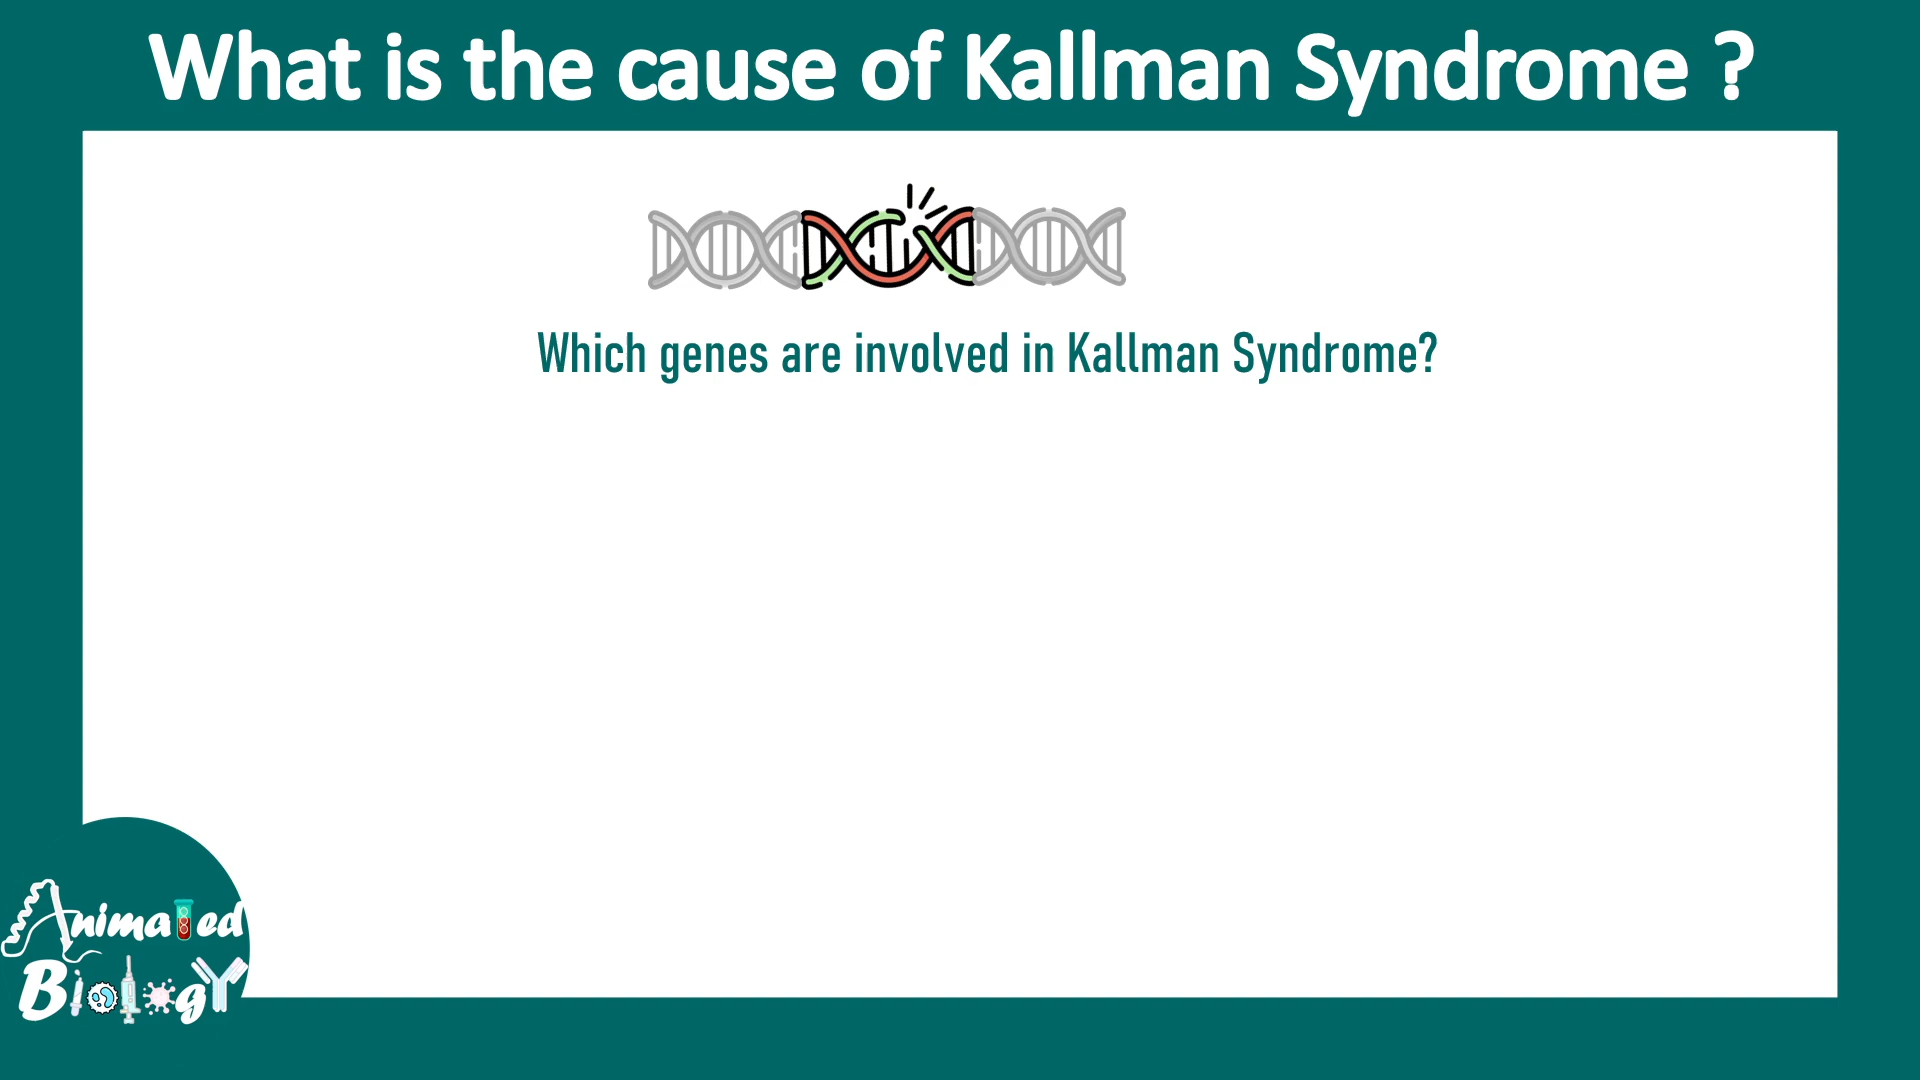 What is the cause of Kallman Syndrome ?
Which genes are involved in Kallman Syndrome?
Animated
Biology